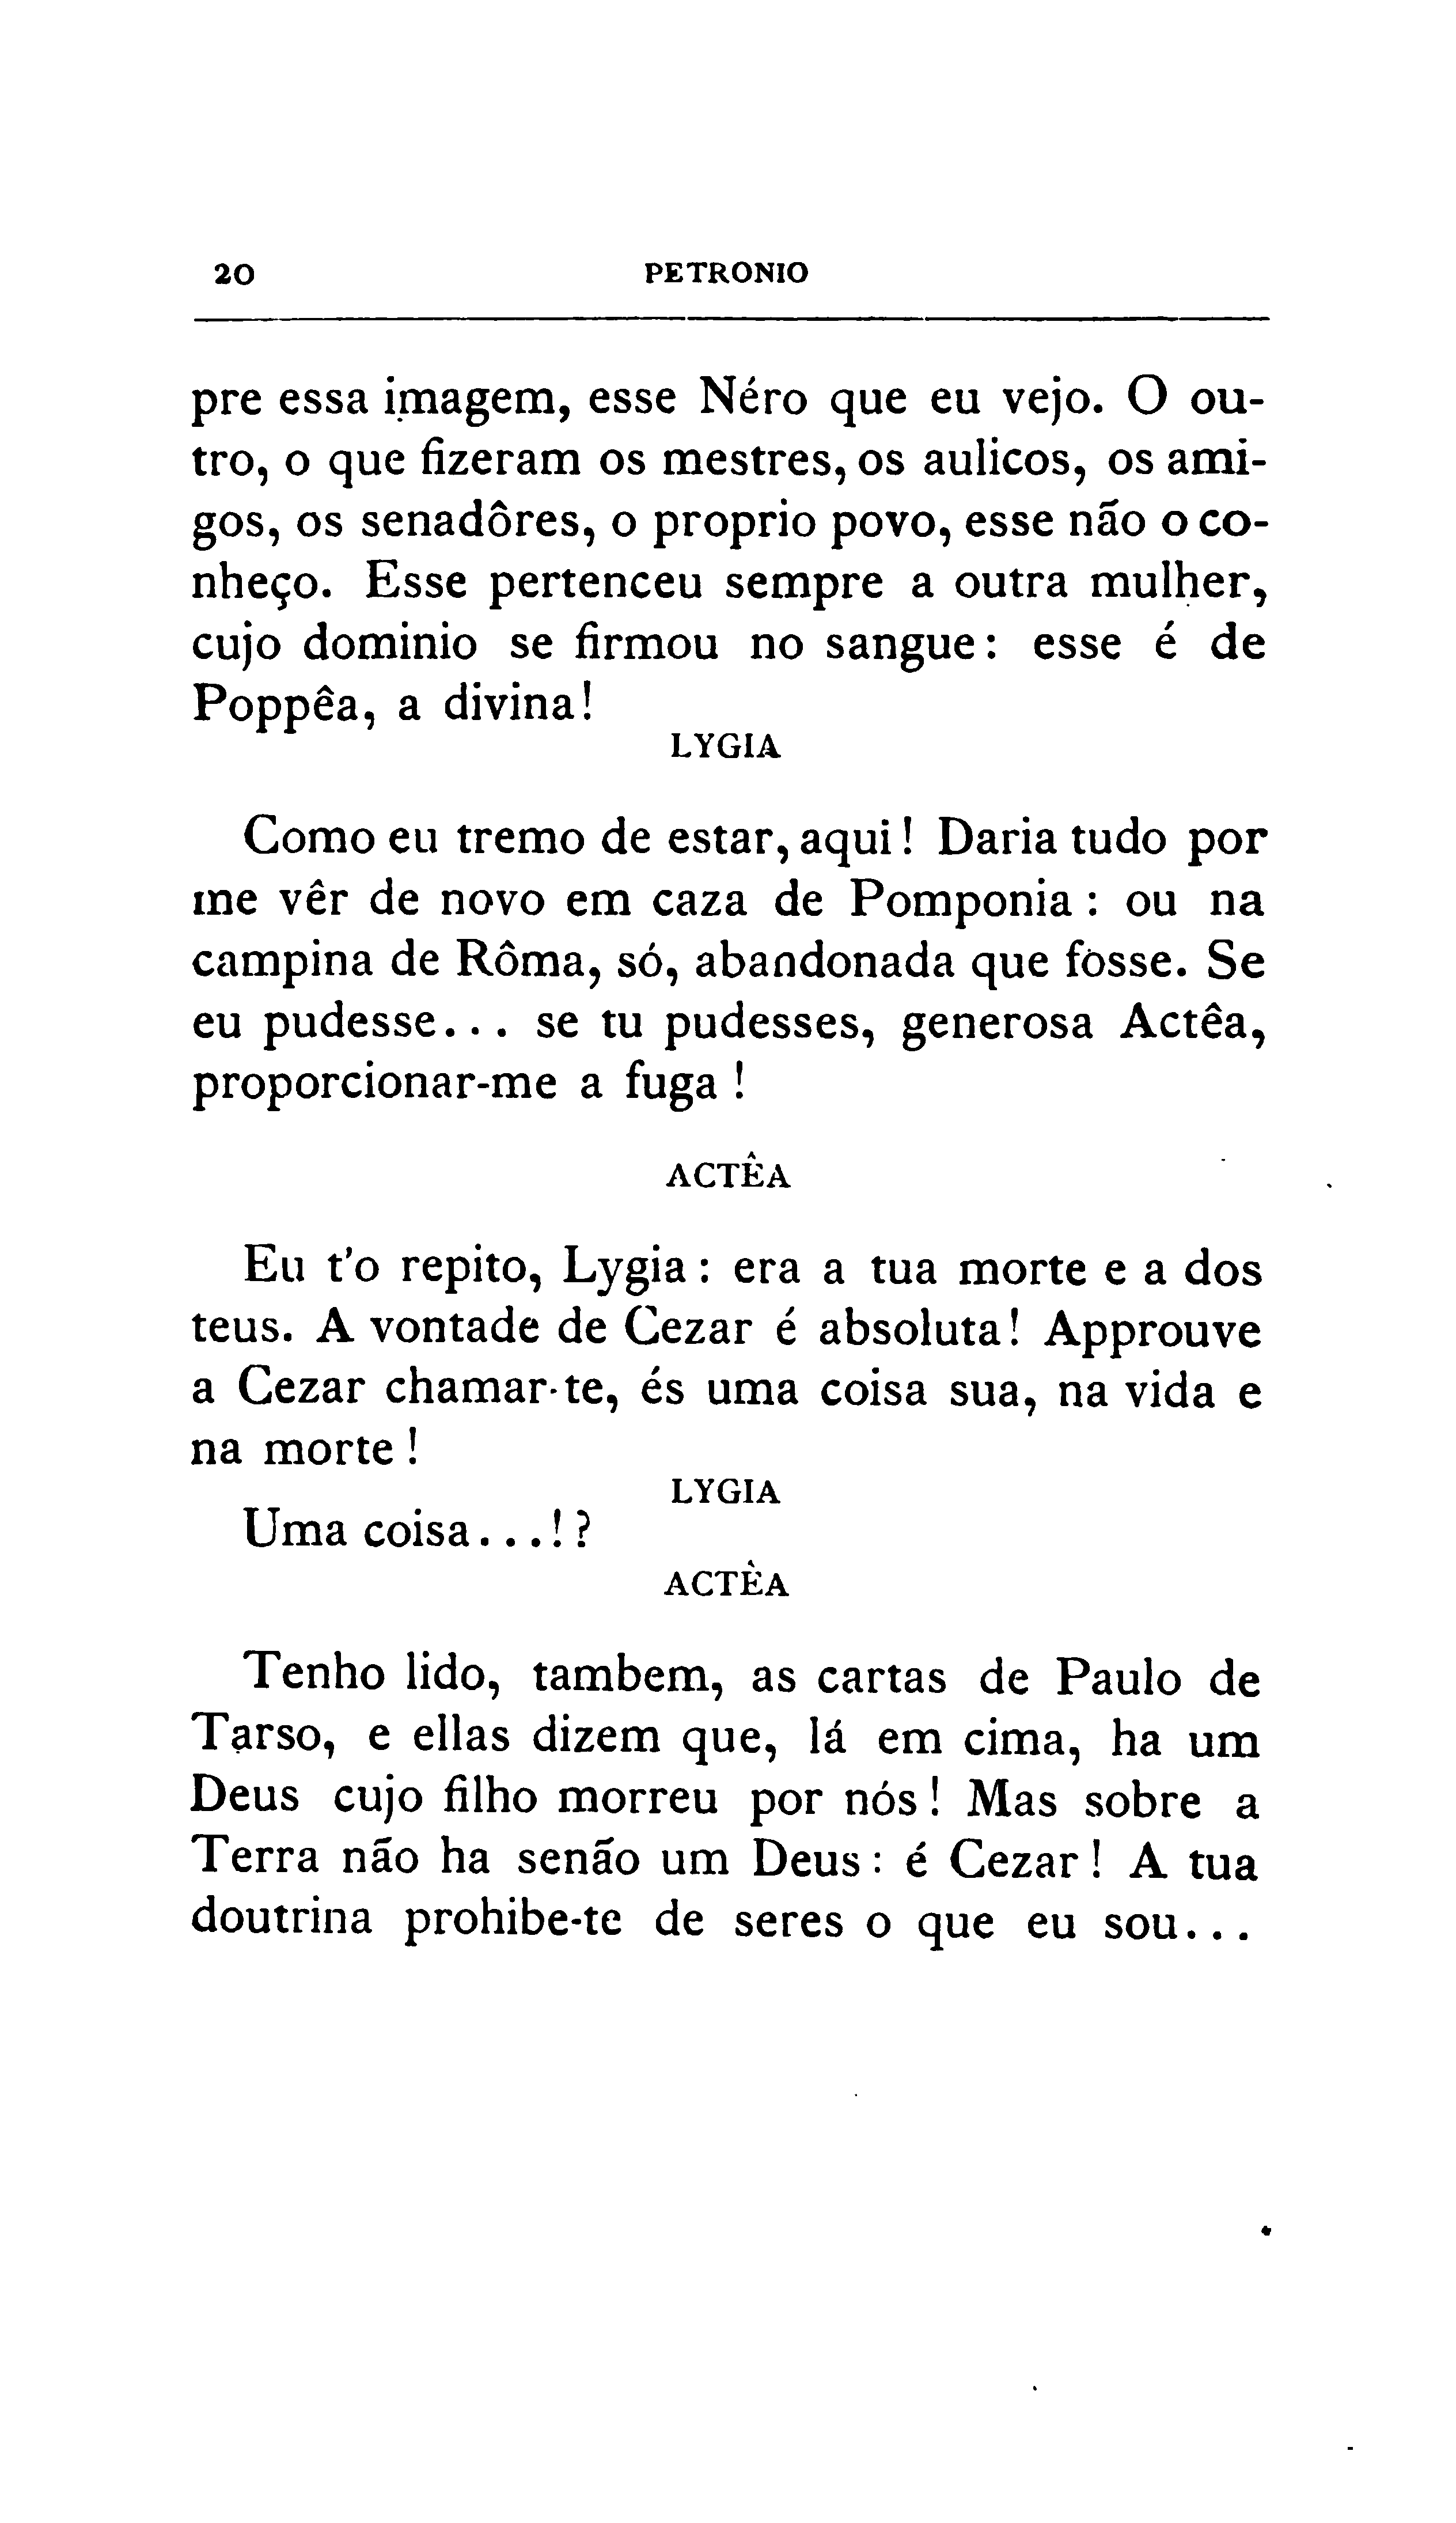 20 PETRONIO
pre essa imagem, esse Néro que eu vejo. O ou-
tro, o que fizeram os mestres, os aulicos, os ami-
gos, os senadôres, o proprio povo, esse não o co-
nheço. Esse pertenceu sempre a outra mulher,
cujo dominio se firmou no sangue: esse é de
Poppêa, a divina!
LYGIA
Como eu tremo de estar, aqui! Daria tudo por
me vêr de novo em caza de Pomponia: ou na
campina de Rôma, só, abandonada que fôsse. Se
eu pudesse... se tu pudesses, generosa Actêa,
proporcionar-me a fuga!
ACTÊA
Eu t'o repito, Lygia: era a tua morte e a dos
teus. A vontade de Cezar é absoluta! Approuve
a Cezar chamar-te, és uma coisa sua, na vida e
na morte!
LYGIA
Uma coisa...!?
ACTÊA
Tenho lido, tambem, as cartas de Paulo de
Tarso, e ellas dizem que, lá em cima, ha um
Deus cujo filho morreu por nós! Mas sobre a
Terra não ha senão um Deus: é Cezar! A tua
doutrina prohibe-te de seres o que eu sou...